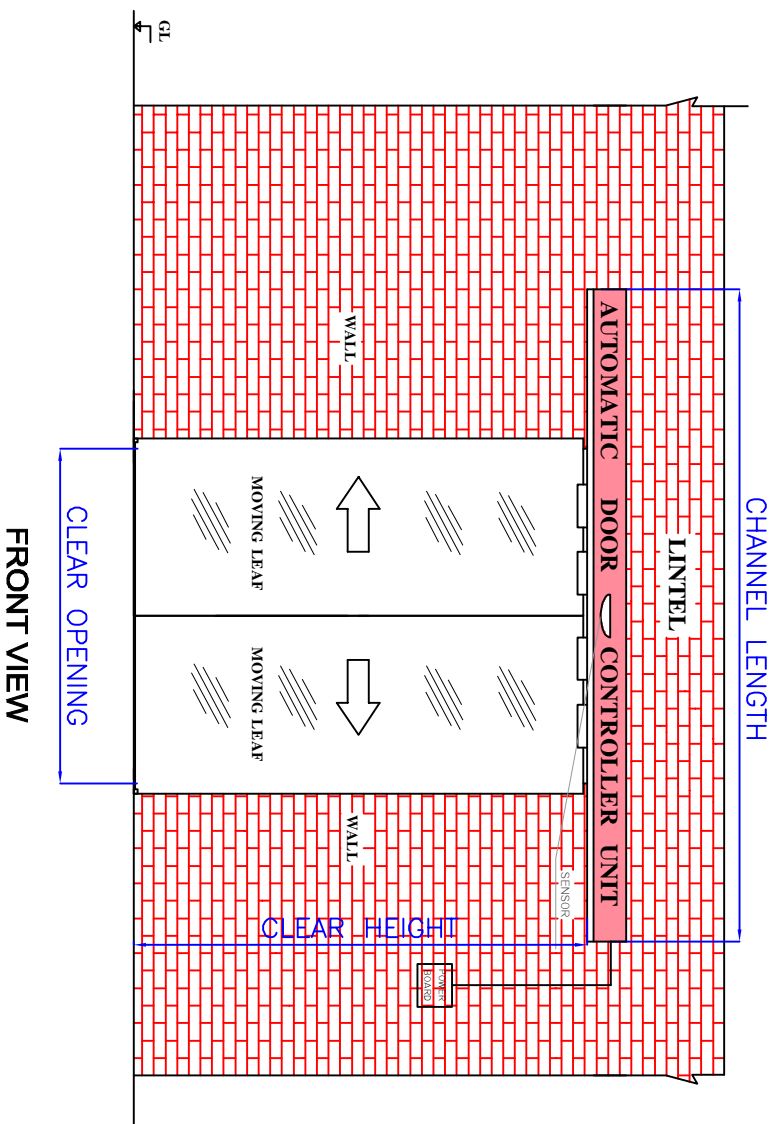 CHANNEL LENGTH
LINTEL
AUTOMATIC DOOR CONTROLLER UNIT
SENSOR
POWER
BOARD
CLEAR HEIGHT
WALL
WALL
MOVING LEAF
MOVING LEAF
GL
CLEAR OPENING
FRONT VIEW